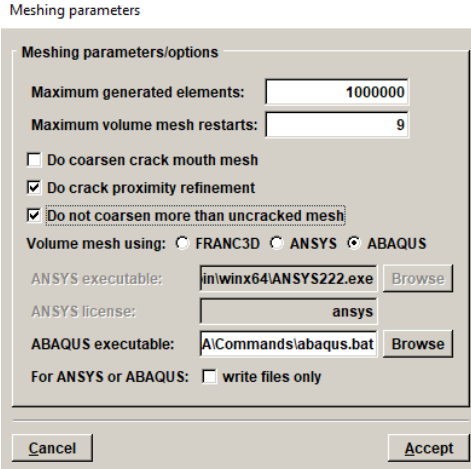 Meshing parameters
Meshing parameters/options
Maximum generated elements: 1000000
Maximum volume mesh restarts: 9
Do coarsen crack mouth mesh
Do crack proximity refinement
Do not coarsen more than uncracked mesh
Volume mesh using: FRANC3D ANSYS ABAQUS
ANSYS executable: in\winx64\ANSYS222.exe Browse
ANSYS license: ansys
ABAQUS executable: A\Commands\abaqus.bat Browse
For ANSYS or ABAQUS: write files only
Cancel Accept